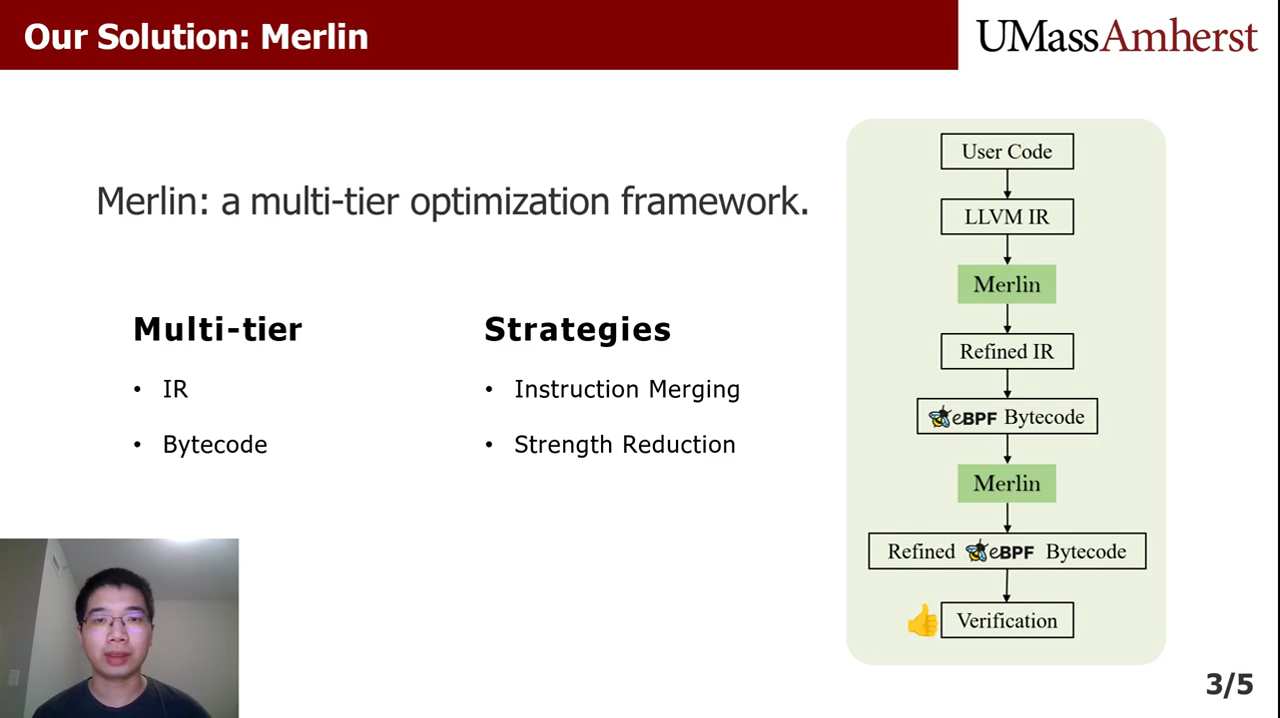 Our Solution: Merlin
UMassAmherst
Merlin: a multi-tier optimization framework.
Multi-tier
• IR
• Bytecode
Strategies
• Instruction Merging
• Strength Reduction
User Code
LLVM IR
Merlin
Refined IR
eBPF Bytecode
Merlin
Refined eBPF Bytecode
Verification
3/5